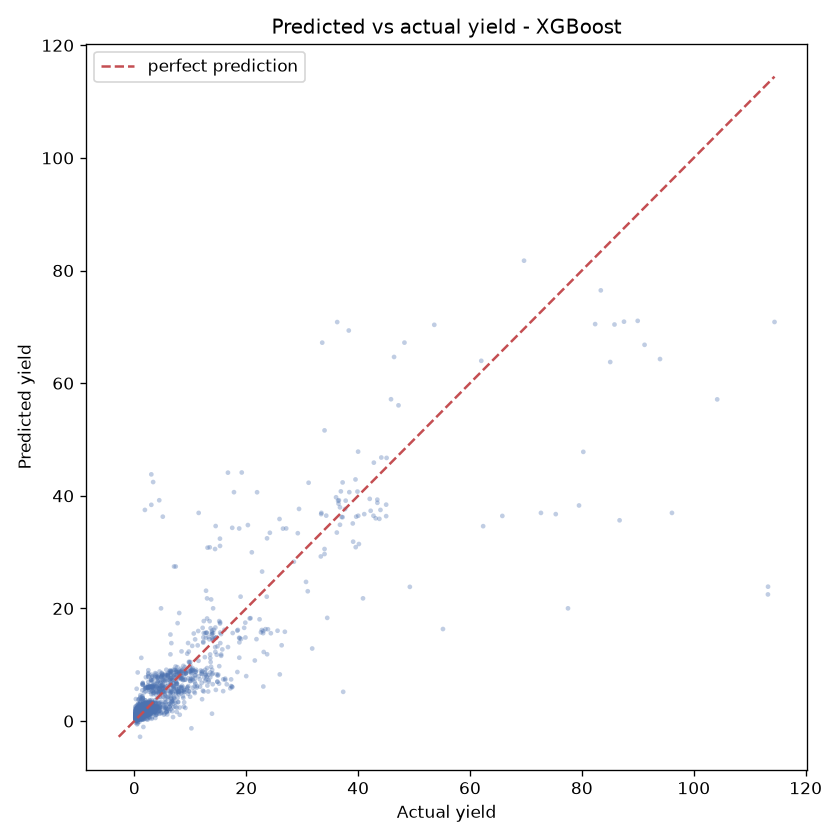 Predicted vs actual yield - XGBoost
perfect prediction
120
100
80
60
40
20
0
Predicted yield
0 20 40 60 80 100 120
Actual yield